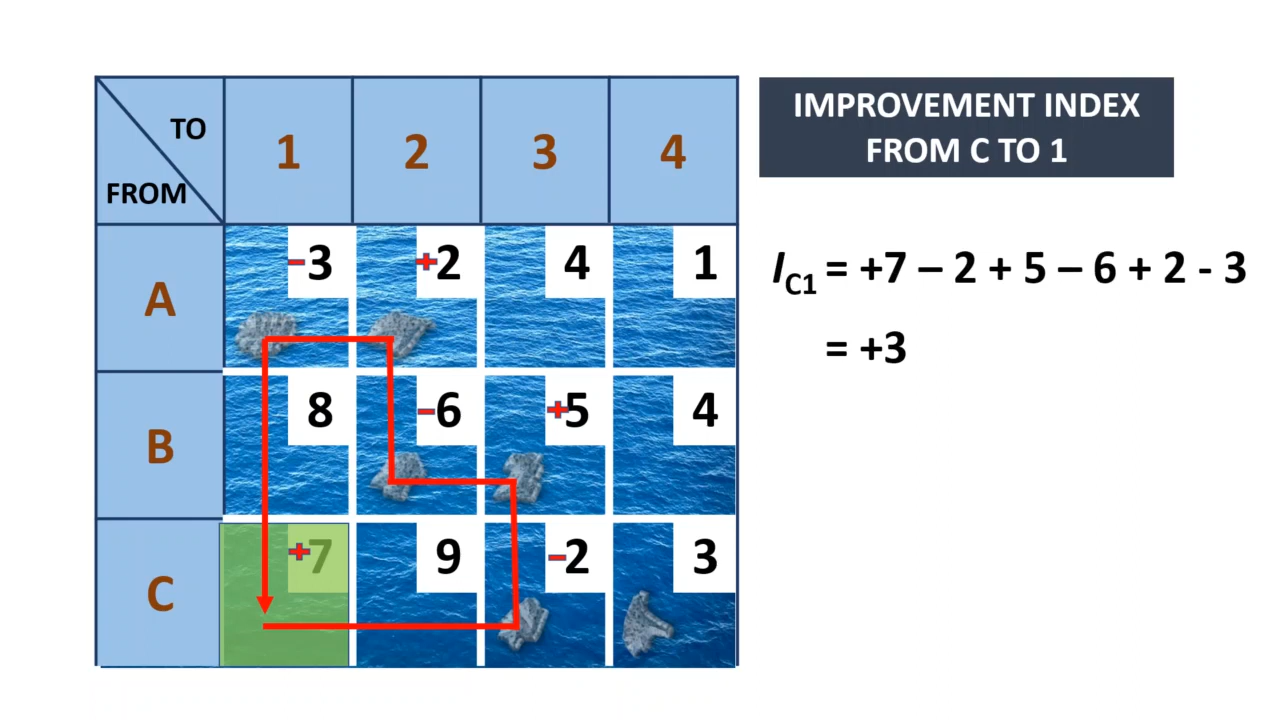 TO
FROM
1 2 3 4
A −3 +2 4 1
B 8 −6 +5 4
C +7 9 −2 3
IMPROVEMENT INDEX
FROM C TO 1
IC1 = +7 – 2 + 5 – 6 + 2 - 3
= +3